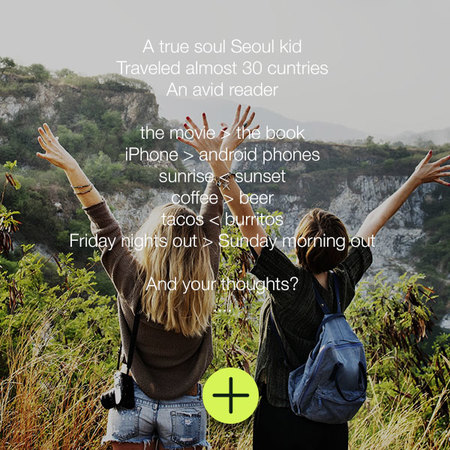 A true soul Seoul kid
Traveled almost 30 cuntries
An avid reader
the movie > the book
iPhone > android phones
sunrise < sunset
coffee > beer
tacos < burritos
Friday nights out > Sunday morning out
And your thoughts?